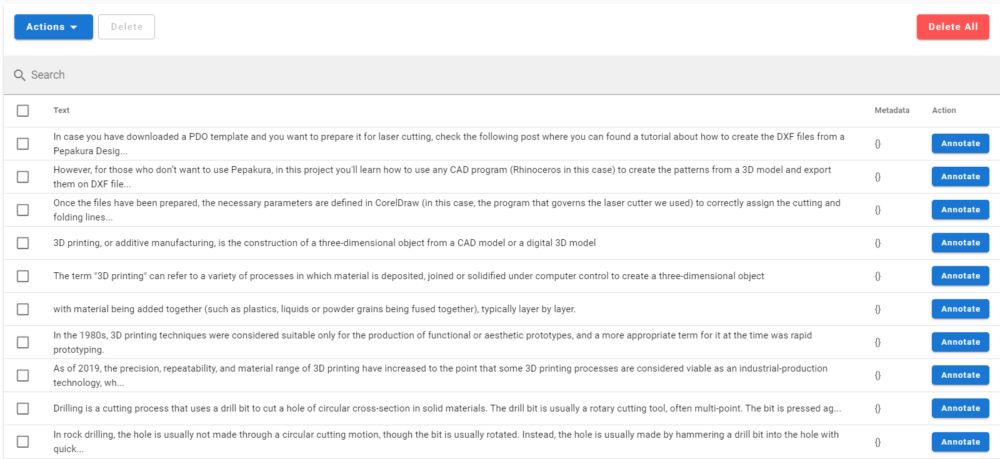 Actions Delete Delete All
Search
Text Metadata Action
In case you have downloaded a PDO template and you want to prepare it for laser cutting, check the following post where you can found a tutorial about how to create the DXF files from a
Pepakura Desig...
{} Annotate
However, for those who don’t want to use Pepakura, in this project you'll learn how to use any CAD program (Rhinoceros in this case) to create the patterns from a 3D model and export
them on DXF file...
{} Annotate
Once the files have been prepared, the necessary parameters are defined in CorelDraw (in this case, the program that governs the laser cutter we used) to correctly assign the cutting and
folding lines...
{} Annotate
3D printing, or additive manufacturing, is the construction of a three-dimensional object from a CAD model or a digital 3D model
{} Annotate
The term "3D printing" can refer to a variety of processes in which material is deposited, joined or solidified under computer control to create a three-dimensional object
{} Annotate
with material being added together (such as plastics, liquids or powder grains being fused together), typically layer by layer.
{} Annotate
In the 1980s, 3D printing techniques were considered suitable only for the production of functional or aesthetic prototypes, and a more appropriate term for it at the time was rapid
prototyping.
{} Annotate
As of 2019, the precision, repeatability, and material range of 3D printing have increased to the point that some 3D printing processes are considered viable as an industrial-production
technology, wh...
{} Annotate
Drilling is a cutting process that uses a drill bit to cut a hole of circular cross-section in solid materials. The drill bit is usually a rotary cutting tool, often multi-point. The bit is pressed ag...
{} Annotate
In rock drilling, the hole is usually not made through a circular cutting motion, though the bit is usually rotated. Instead, the hole is usually made by hammering a drill bit into the hole with
quick...
{} Annotate